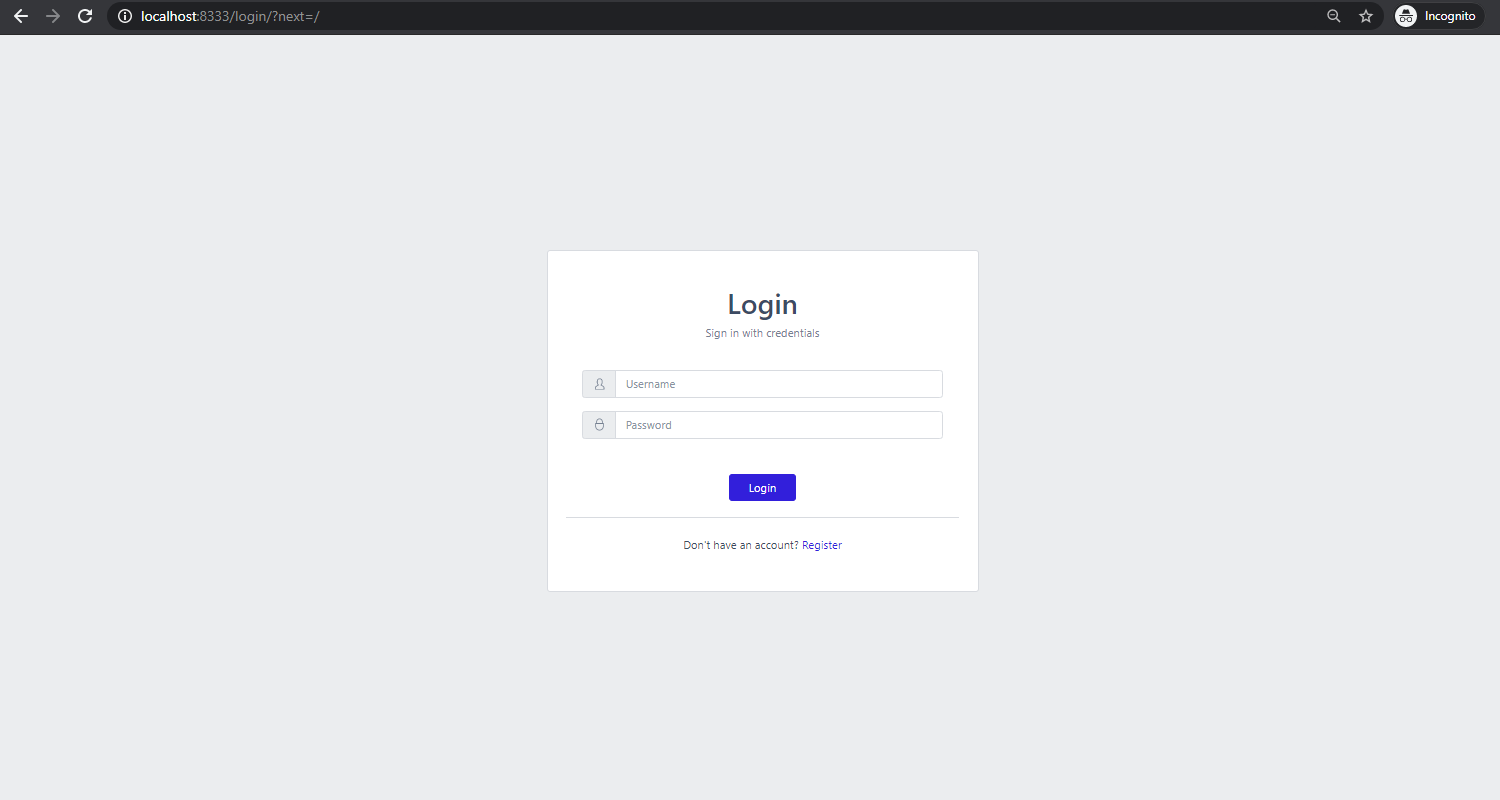 localhost:8333/login/?next=/
Incognito
Login
Sign in with credentials
Username
Password
Login
Don't have an account? Register